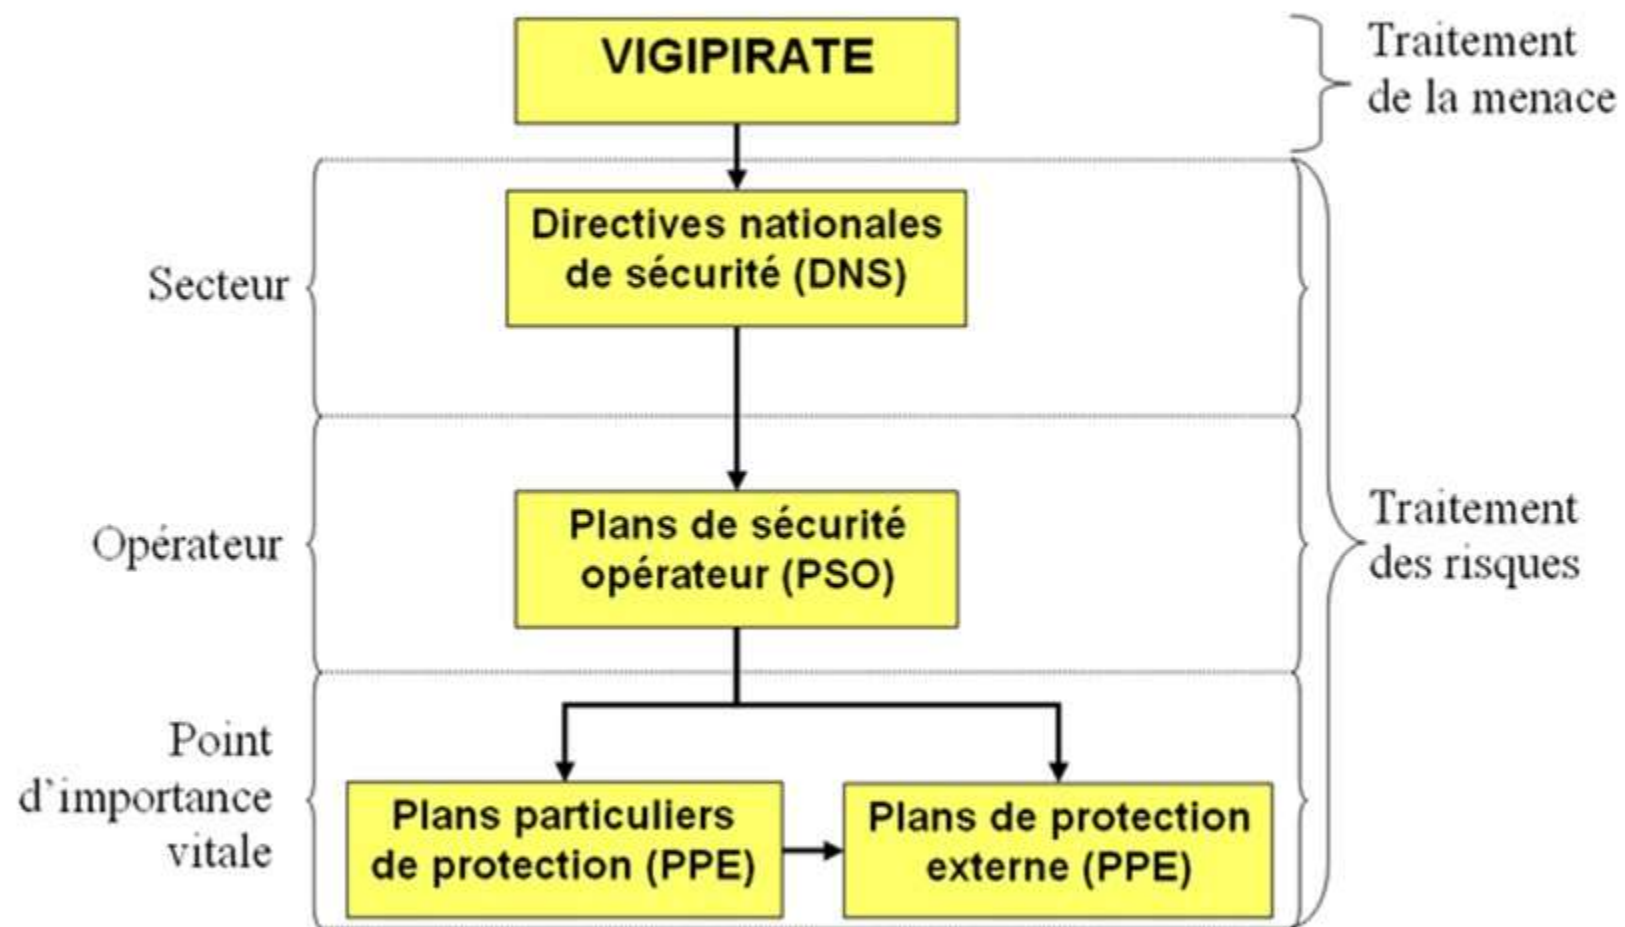 VIGIPIRATE
Traitement
de la menace
Directives nationales
de sécurité (DNS)
Secteur
Plans de sécurité
opérateur (PSO)
Opérateur
Traitement
des risques
Point
d'importance
vitale
Plans particuliers
de protection (PPE)
Plans de protection
externe (PPE)